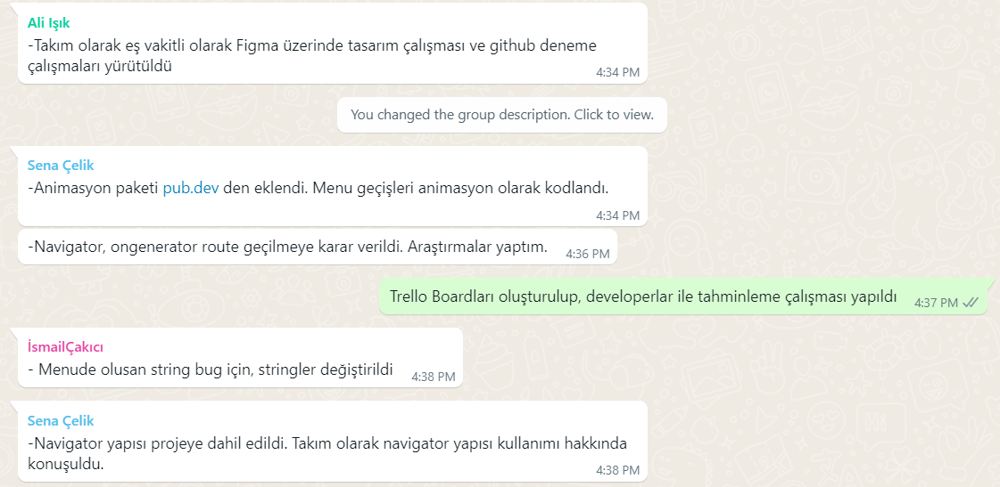 Ali Işık
-Takım olarak eş vakitli olarak Figma üzerinde tasarım çalışması ve github deneme
çalışmaları yürütüldü
4:34 PM
You changed the group description. Click to view.
Sena Çelik
-Animasyon paketi pub.dev den eklendi. Menu geçişleri animasyon olarak kodlandı.
4:34 PM
-Navigator, ongenerator route geçilmeye karar verildi. Araştırmalar yaptım.
4:36 PM
Trello Boardları oluşturulup, developerlar ile tahminleme çalışması yapıldı
4:37 PM
İsmailÇakıcı
- Menude olusan string bug için, stringler değiştirildi
4:38 PM
Sena Çelik
-Navigator yapısı projeye dahil edildi. Takım olarak navigator yapısı kullanımı hakkında
konuşuldu.
4:38 PM